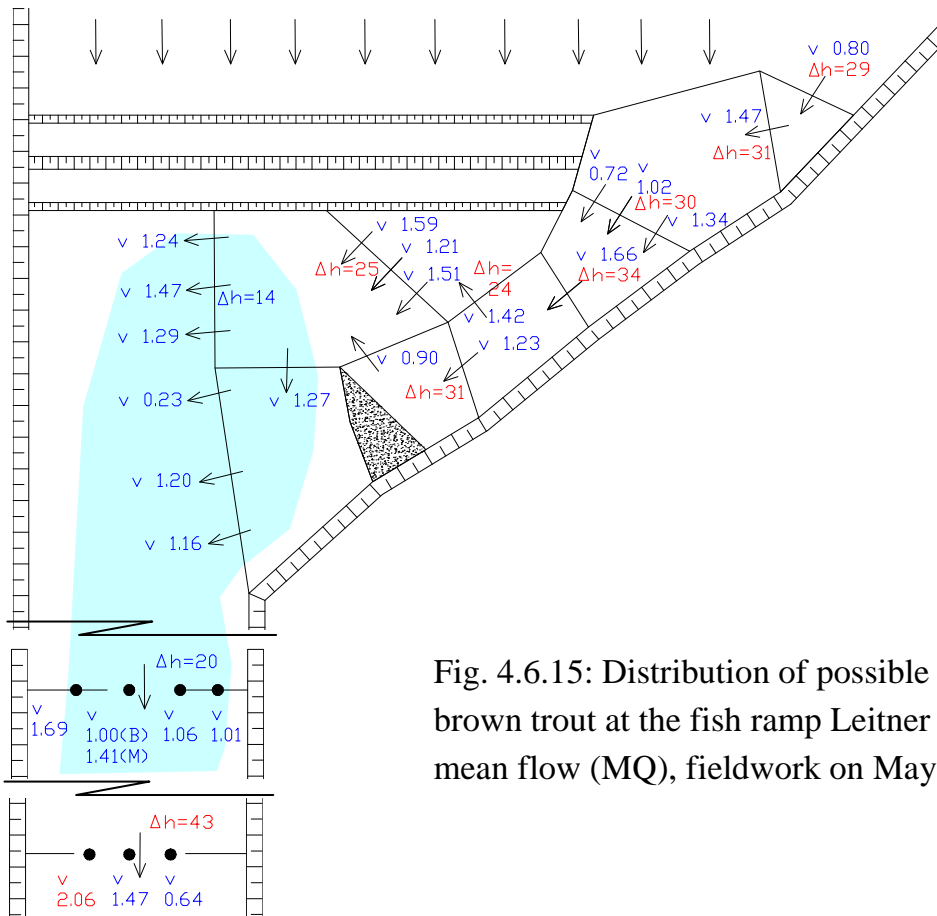 v 0.80
Δh=29
v 1.47
Δh=31
v
0.72
v
1.02
Δh=30
v 1.34
v 1.59
v 1.24
v 1.21
v 1.66
Δh=25
v 1.51
Δh=
24
Δh=34
v 1.47
Δh=14
v 1.42
v 1.29
v 1.23
v 0.90
Δh=31
v 0.23
v 1.27
v 1.20
v 1.16
Δh=20
v
1.69
v
1.00(B)
1.41(M)
v
1.06
v
1.01
Fig. 4.6.15: Distribution of possible
brown trout at the fish ramp Leitner
mean flow (MQ), fieldwork on May
Δh=43
v
2.06
v
1.47
v
0.64